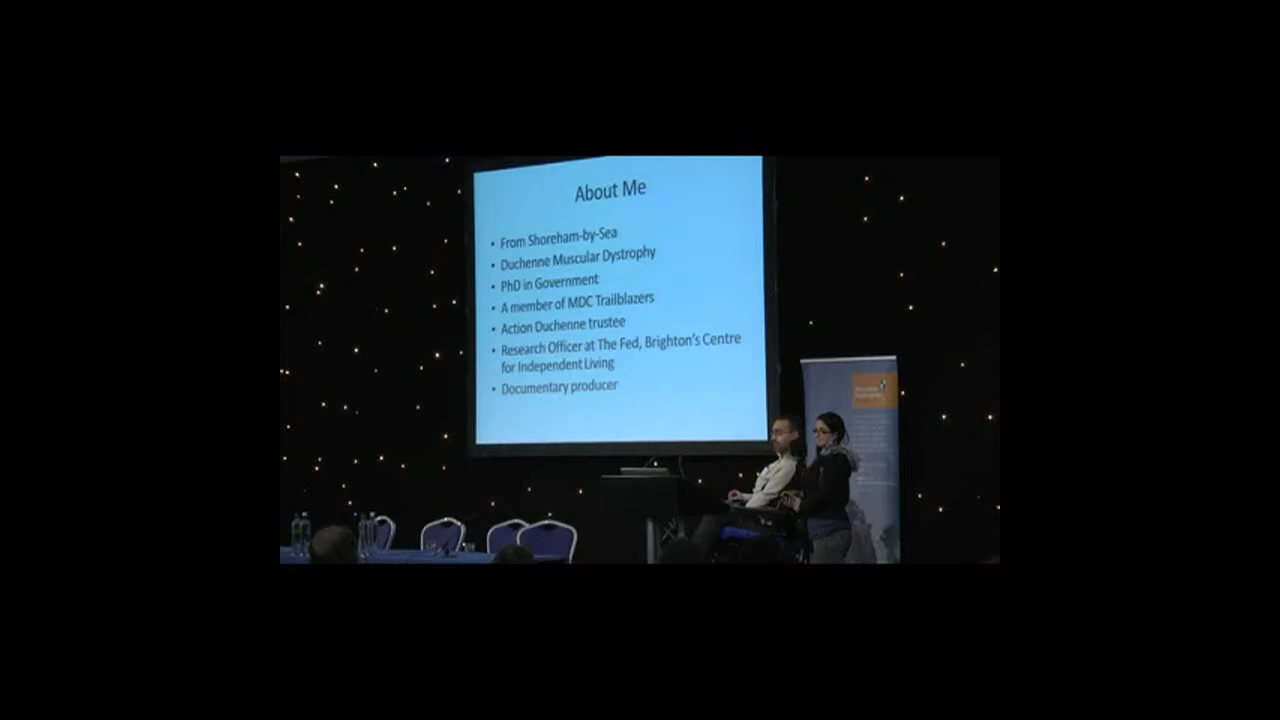 About Me
• From Shoreham-by-Sea
• Duchenne Muscular Dystrophy
• PhD in Government
• A member of MDC Trailblazers
• Action Duchenne trustee
• Research Officer at The Fed, Brighton's Centre
for Independent Living
• Documentary producer